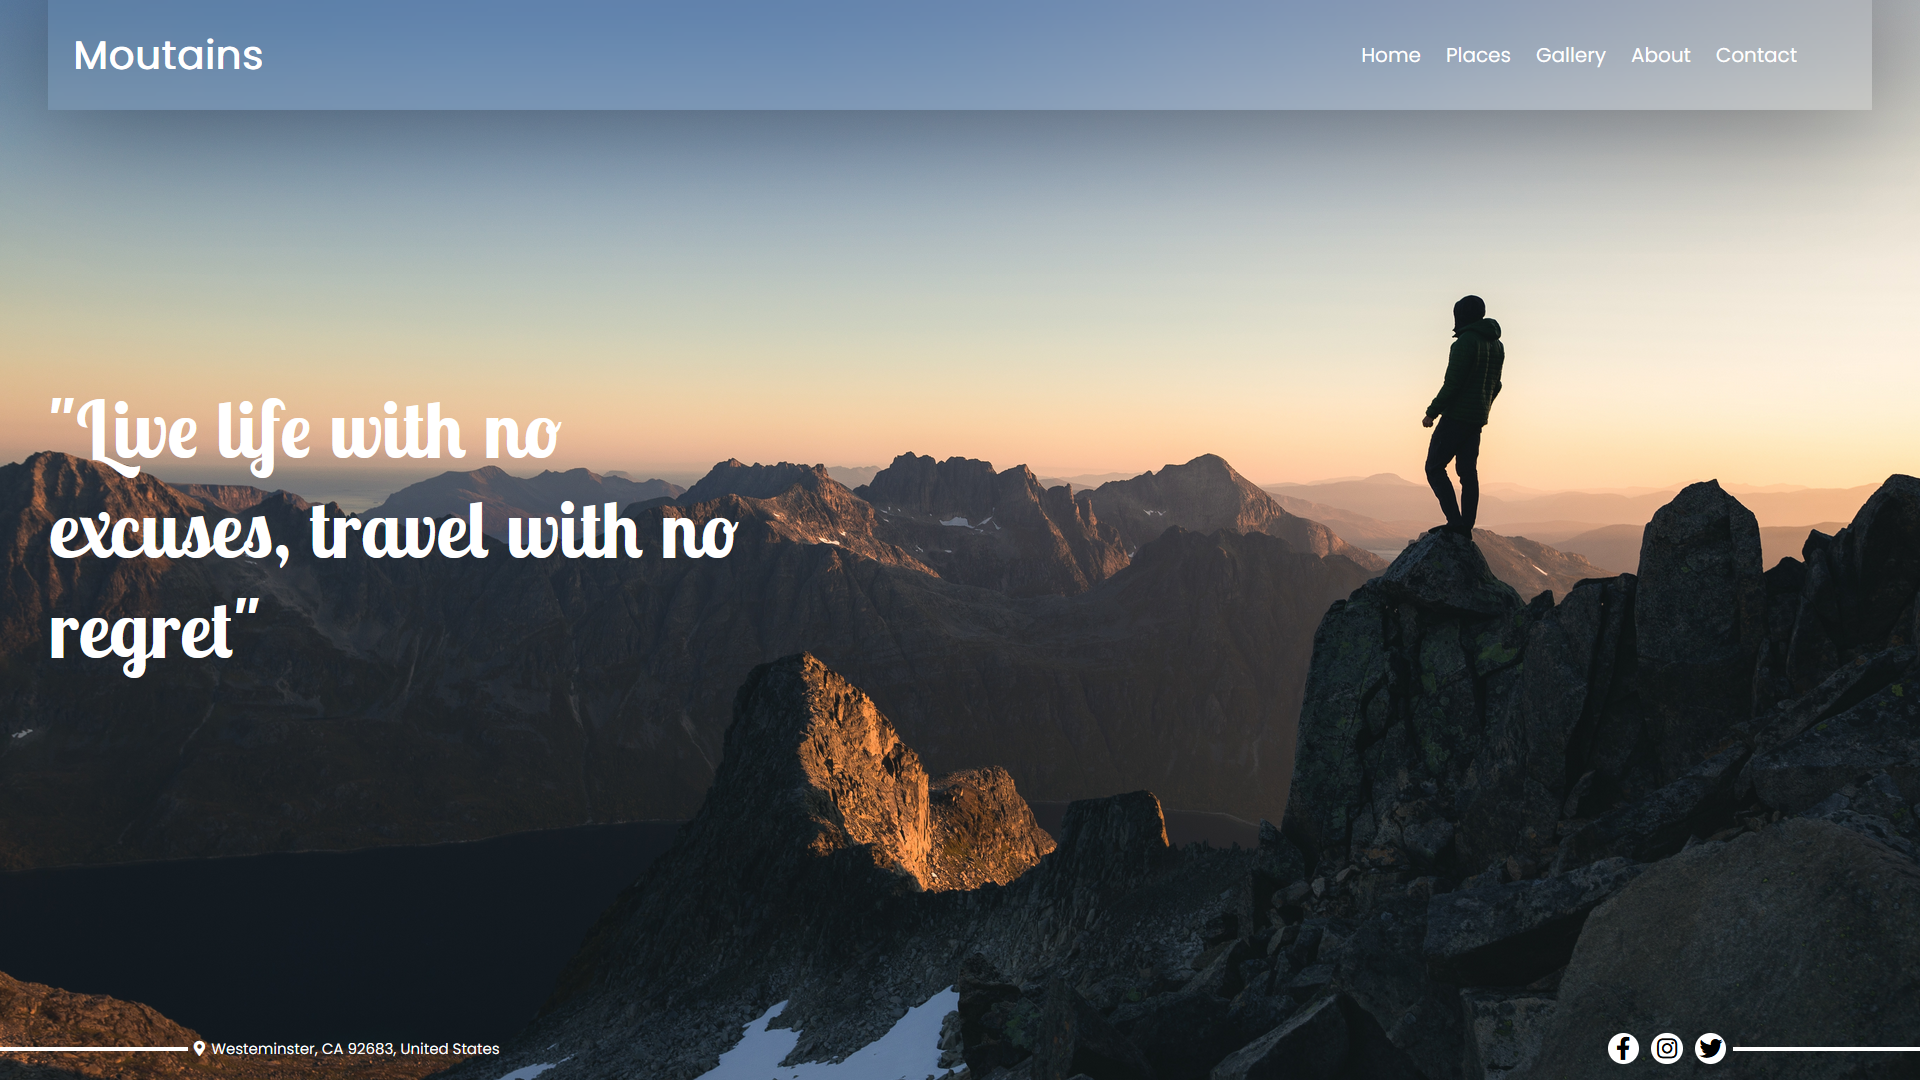 Moutains
Home Places Gallery About Contact
"Live life with no
excuses, travel with no
regret"
Westeminster, CA 92683, United States